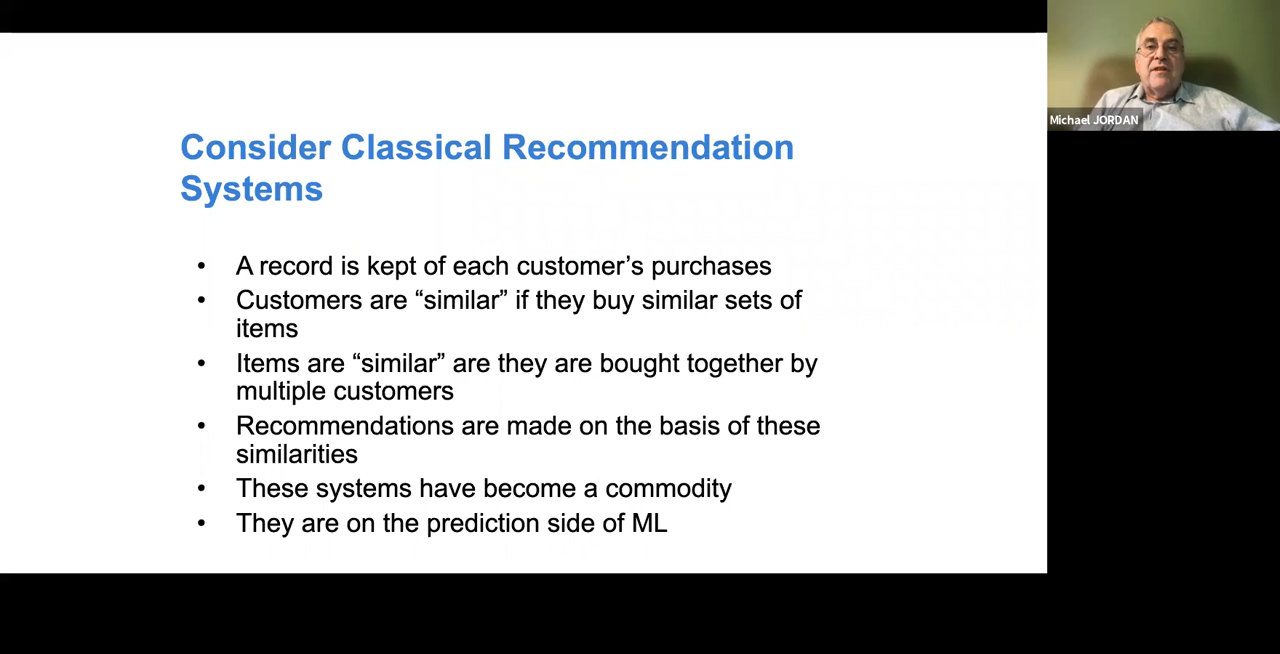 Consider Classical Recommendation
Systems
• A record is kept of each customer’s purchases
• Customers are “similar” if they buy similar sets of
items
• Items are “similar” are they are bought together by
multiple customers
• Recommendations are made on the basis of these
similarities
• These systems have become a commodity
• They are on the prediction side of ML
Michael JORDAN